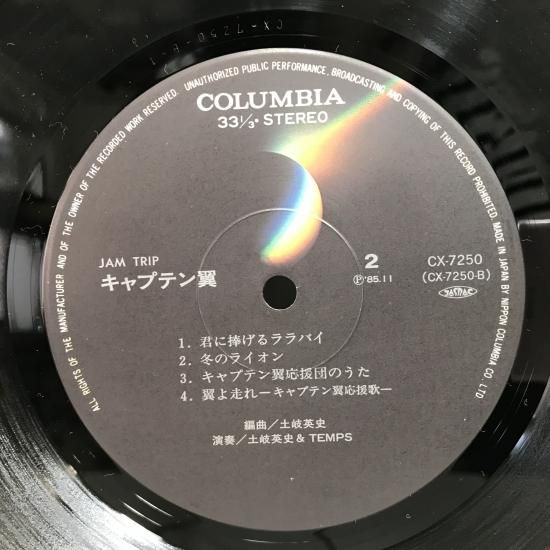 CX-7250-B-1
ALL RIGHTS OF THE MANUFACTURER AND OF THE OWNER OF THE RECORDED WORK RESERVED. UNAUTHORIZED PUBLIC PERFORMANCE, BROADCASTING AND COPYING OF THIS RECORD PROHIBITED. MADE IN JAPAN BY NIPPON COLUMBIA CO. LTD
COLUMBIA
33 1/3• STEREO
JAM TRIP
キャプテン翼
2
Ⓟ'85.11
CX-7250
(CX-7250-B)
1. 君に捧げるララバイ
2. 冬のライオン
3. キャプテン翼応援団のうた
4. 翼よ走れ−キャプテン翼応援歌−
編曲/土岐英史
演奏/土岐英史 & TEMPS